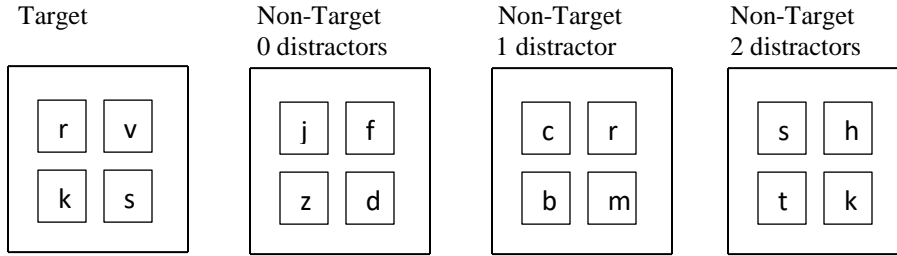 Target
Non-Target
0 distractors
Non-Target
1 distractor
Non-Target
2 distractors
r v
k s
j f
z d
c r
b m
s h
t k